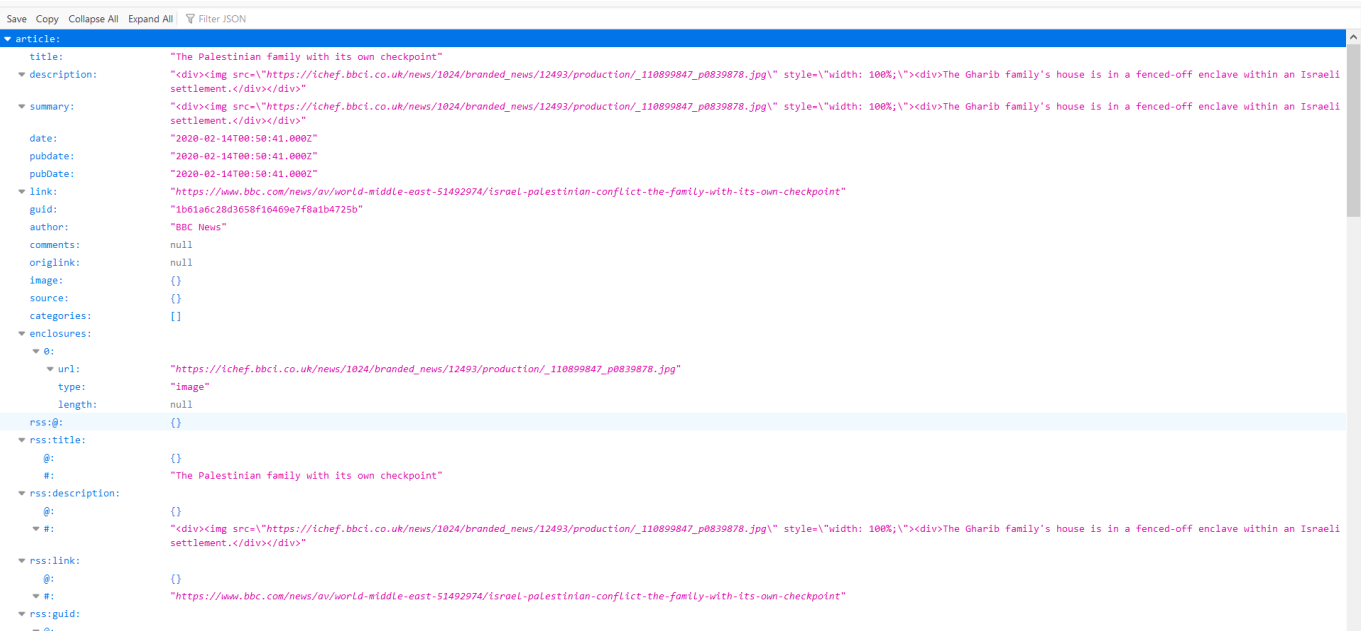 Save Copy Collapse All Expand All Filter JSON
article:
title: "The Palestinian family with its own checkpoint"
description: "<div><img src=\"https://ichef.bbci.co.uk/news/1024/branded_news/12493/production/_110899847_p0839878.jpg\" style=\"width: 100%;\"><div>The Gharib family's house is in a fenced-off enclave within an Israeli
settlement.</div></div>"
summary: "<div><img src=\"https://ichef.bbci.co.uk/news/1024/branded_news/12493/production/_110899847_p0839878.jpg\" style=\"width: 100%;\"><div>The Gharib family's house is in a fenced-off enclave within an Israeli
settlement.</div></div>"
date: "2020-02-14T00:50:41.000Z"
pubdate: "2020-02-14T00:50:41.000Z"
pubDate: "2020-02-14T00:50:41.000Z"
link: "https://www.bbc.com/news/av/world-middle-east-51492974/israel-palestinian-conflict-the-family-with-its-own-checkpoint"
guid: "1b61a6c28d3658f16469e7f8a1b4725b"
author: "BBC News"
comments: null
origlink: null
image: {}
source: {}
categories: []
enclosures:
0:
url: "https://ichef.bbci.co.uk/news/1024/branded_news/12493/production/_110899847_p0839878.jpg"
type: "image"
length: null
rss:@: {}
rss:title:
@: {}
#: "The Palestinian family with its own checkpoint"
rss:description:
@: {}
#: "<div><img src=\"https://ichef.bbci.co.uk/news/1024/branded_news/12493/production/_110899847_p0839878.jpg\" style=\"width: 100%;\"><div>The Gharib family's house is in a fenced-off enclave within an Israeli
settlement.</div></div>"
rss:link:
@: {}
#: "https://www.bbc.com/news/av/world-middle-east-51492974/israel-palestinian-conflict-the-family-with-its-own-checkpoint"
rss:guid:
@: